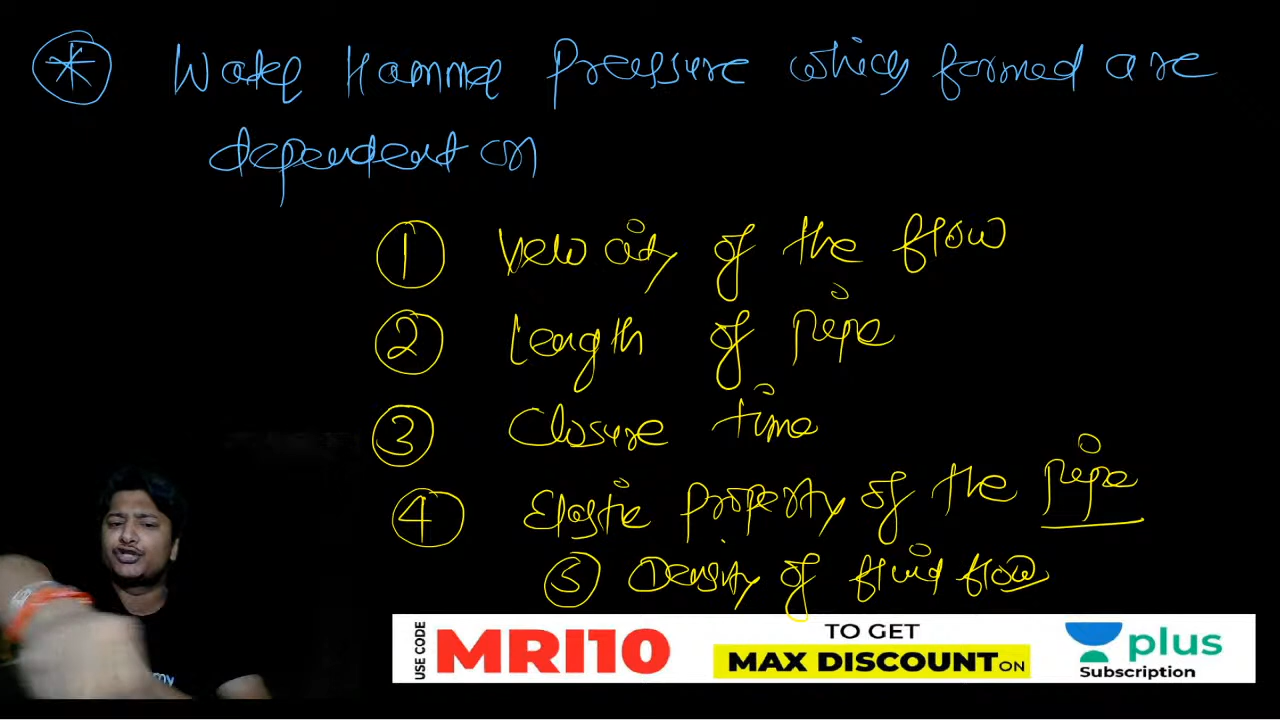 * Water Hammer Pressure which formed are
dependent on
① Velocity of the flow
② Length of pipe
③ Closure time
④ Elastic property of the pipe
⑤ Density of fluid flow
my
USE CODE
MRI10
TO GET
MAX DISCOUNT ON
plus
Subscription